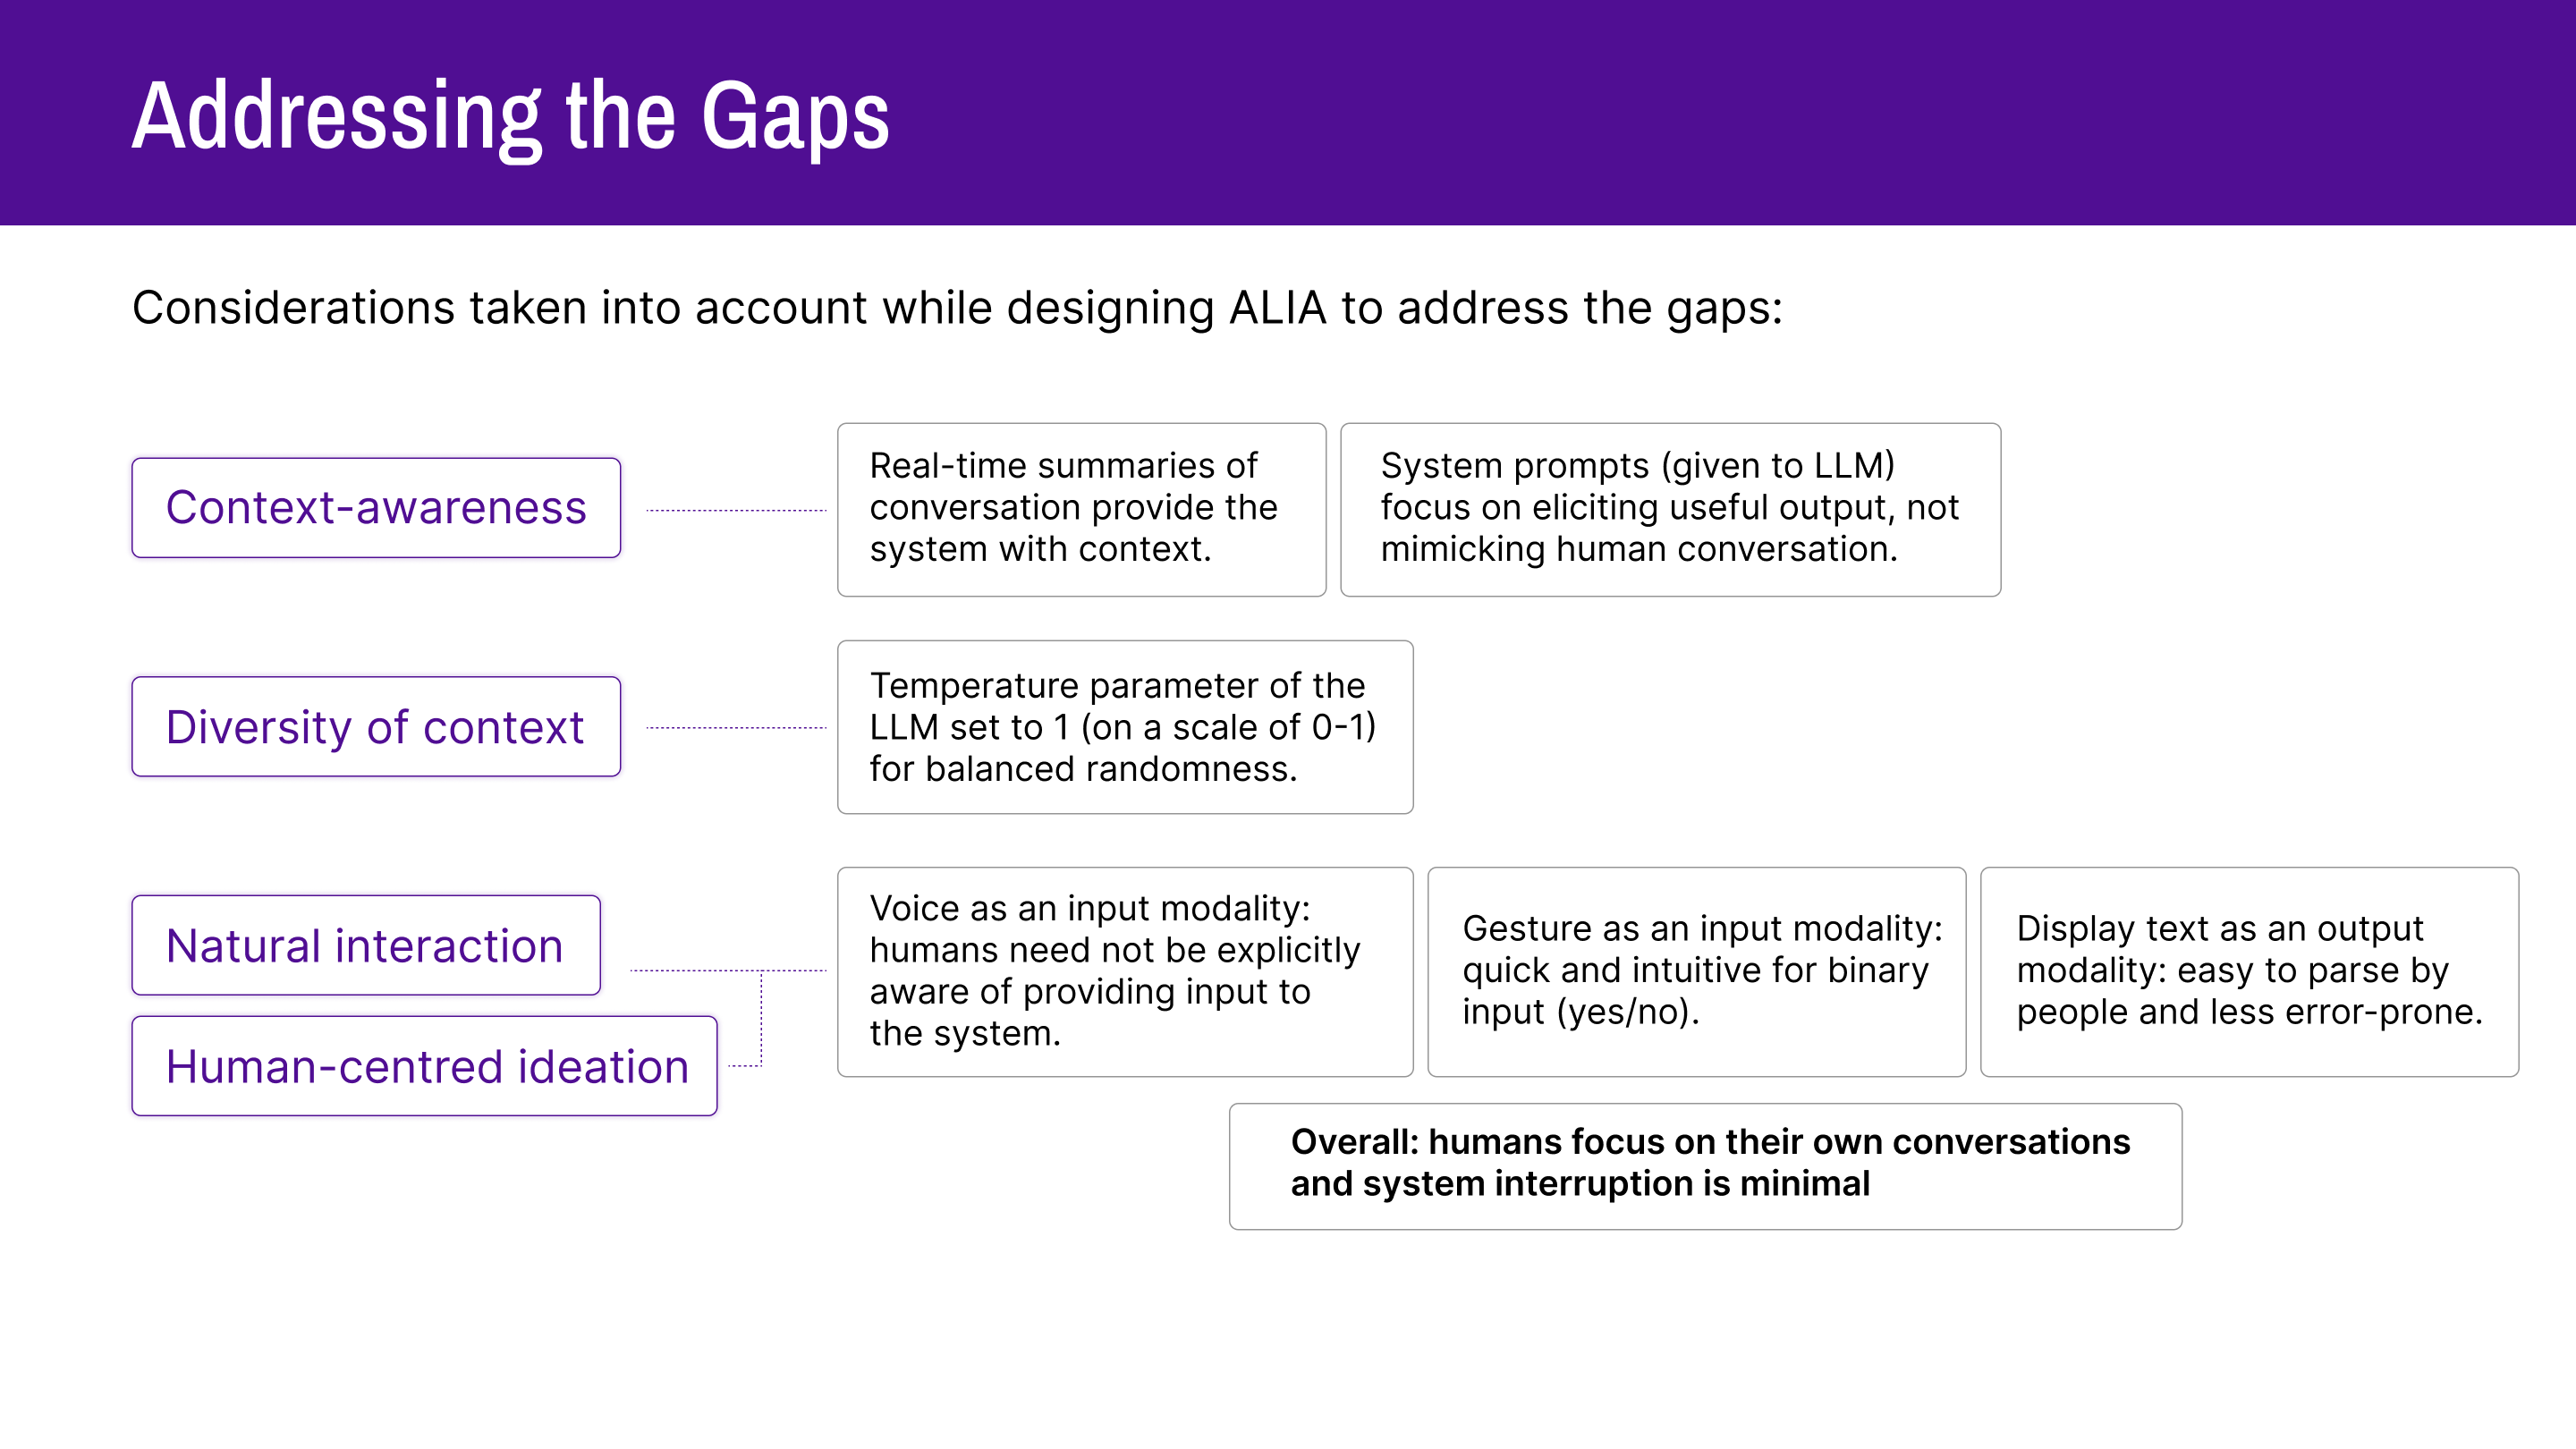 Addressing the Gaps
Considerations taken into account while designing ALIA to address the gaps:
Context-awareness
Real-time summaries of
conversation provide the
system with context.
System prompts (given to LLM)
focus on eliciting useful output, not
mimicking human conversation.
Diversity of context
Temperature parameter of the
LLM set to 1 (on a scale of 0-1)
for balanced randomness.
Natural interaction
Human-centred ideation
Voice as an input modality:
humans need not be explicitly
aware of providing input to
the system.
Gesture as an input modality:
quick and intuitive for binary
input (yes/no).
Display text as an output
modality: easy to parse by
people and less error-prone.
Overall: humans focus on their own conversations
and system interruption is minimal